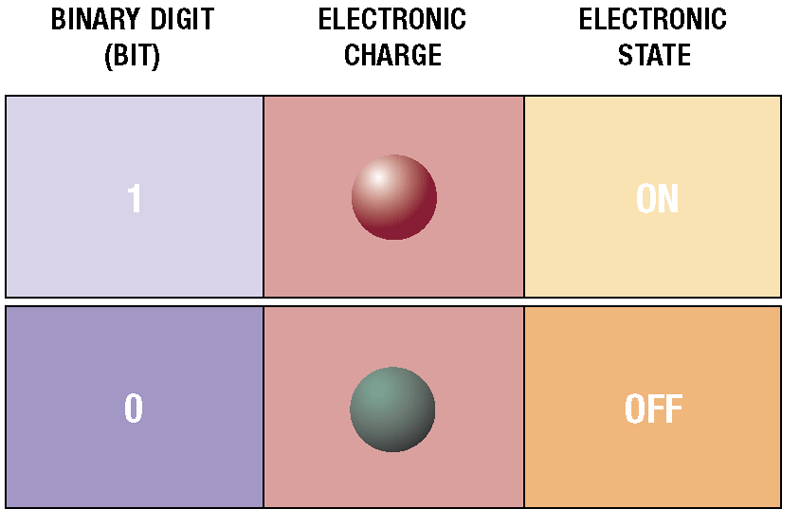 BINARY DIGIT
(BIT)
ELECTRONIC
CHARGE
ELECTRONIC
STATE
1
ON
0
OFF